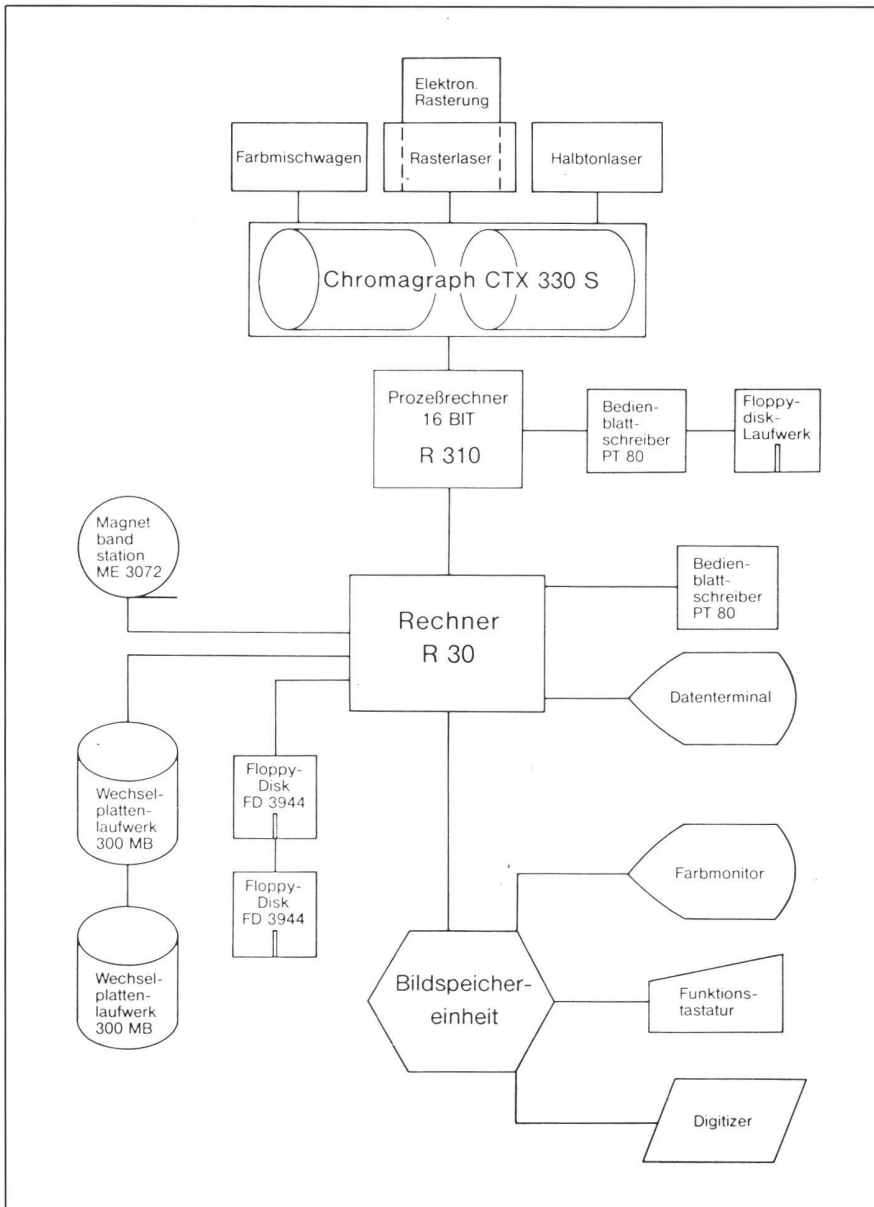 Elektron.
Rasterung
Farbmischwagen
Rasterlaser
Halbtonlaser
Chromagraph CTX 330 S
Prozeßrechner
16 BIT
R 310
Bedien-
blatt-
schreiber
PT 80
Floppy-
disk-
Laufwerk
Magnet
band
station
ME 3072
Rechner
R 30
Bedien-
blatt-
schreiber
PT 80
Datenterminal
Wechsel-
platten-
laufwerk
300 MB
Floppy-
Disk
FD 3944
Farbmonitor
Floppy-
Disk
FD 3944
Wechsel-
platten-
laufwerk
300 MB
Bildspeicher-
einheit
Funktions-
tastatur
Digitizer